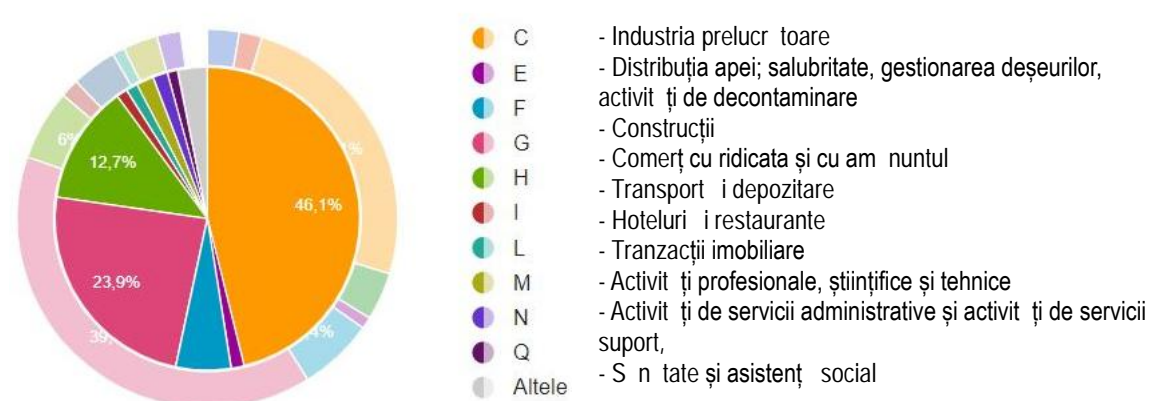 C
E
F
G
H
I
L
M
N
Q
Altele
- Industria prelucr toare
- Distribuția apei; salubritate, gestionarea deșeurilor,
activit ți de decontaminare
- Construcții
- Comerț cu ridicata și cu am nuntul
- Transport i depozitare
- Hoteluri i restaurante
- Tranzacții imobiliare
- Activit ți profesionale, științifice și tehnice
- Activit ți de servicii administrative și activit ți de servicii
suport,
- S n tate și asistenț social
46,1%
12,7%
23,9%
6%